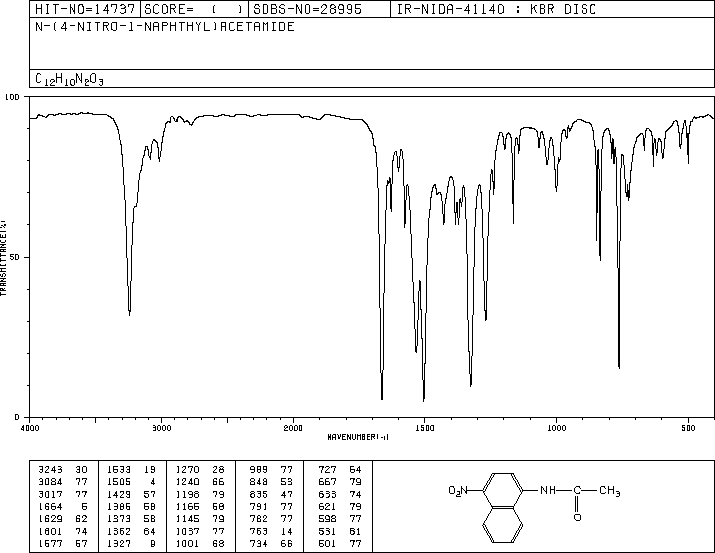 HIT-NO=14737 SCORE= ( ) SDBS-NO=28995 IR-NIDA-41140 : KBR DISC
N-(4-NITRO-1-NAPHTHYL)ACETAMIDE
C12H10N2O3
100
50
0
TRANSMITTANCE(%)
4000 3000 2000 1500 1000 500
WAVENUMBER(-1)
3243 30 1533 19 1270 28 989 77 727 64
3084 77 1505 4 1240 66 848 53 667 79
3017 77 1429 57 1198 79 835 47 633 74
1664 5 1386 58 1166 58 791 77 621 79
1629 62 1373 58 1145 79 782 77 598 77
1601 74 1362 64 1037 77 763 14 531 81
1577 57 1327 9 1001 68 734 66 501 77
O2N NH C CH3
O